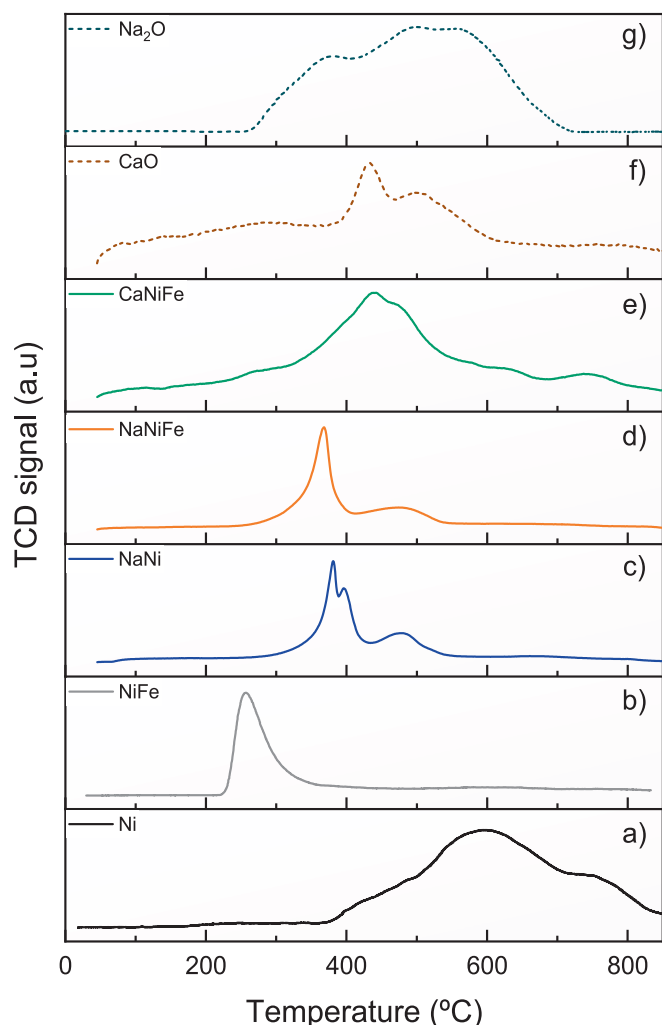 Na₂O
g)
CaO
f)
CaNiFe
e)
NaNiFe
d)
NaNi
c)
NiFe
b)
Ni
a)
TCD signal (a.u)
0 200 400 600 800
Temperature (ºC)